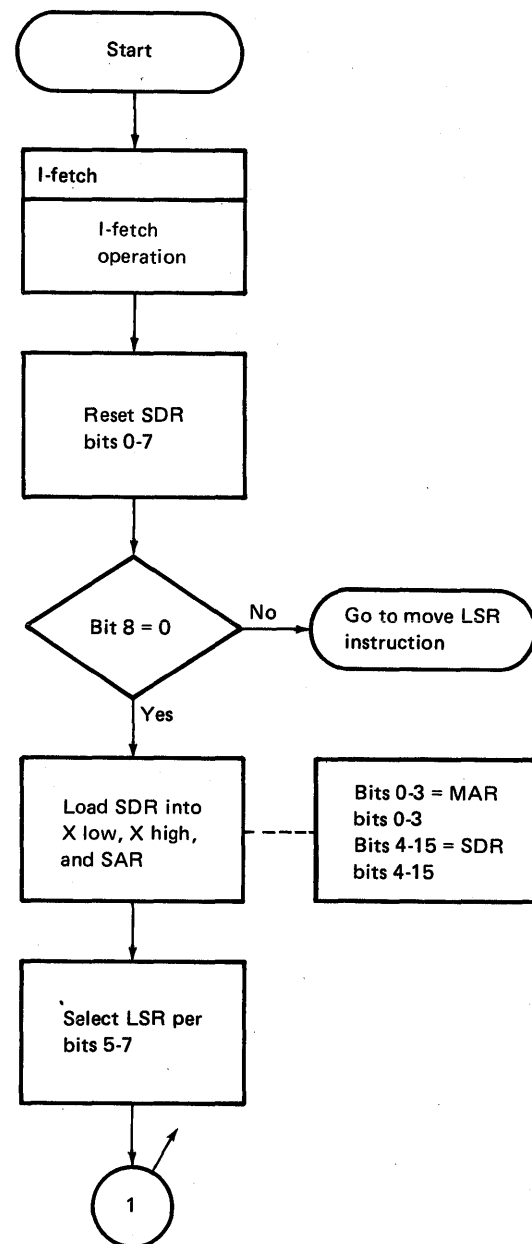 Start
I-fetch
I-fetch
operation
Reset SDR
bits 0-7
Bit 8 = 0
No
Go to move LSR
instruction
Yes
Load SDR into
X low, X high,
and SAR
Bits 0-3 = MAR
bits 0-3
Bits 4-15 = SDR
bits 4-15
Select LSR per
bits 5-7
1